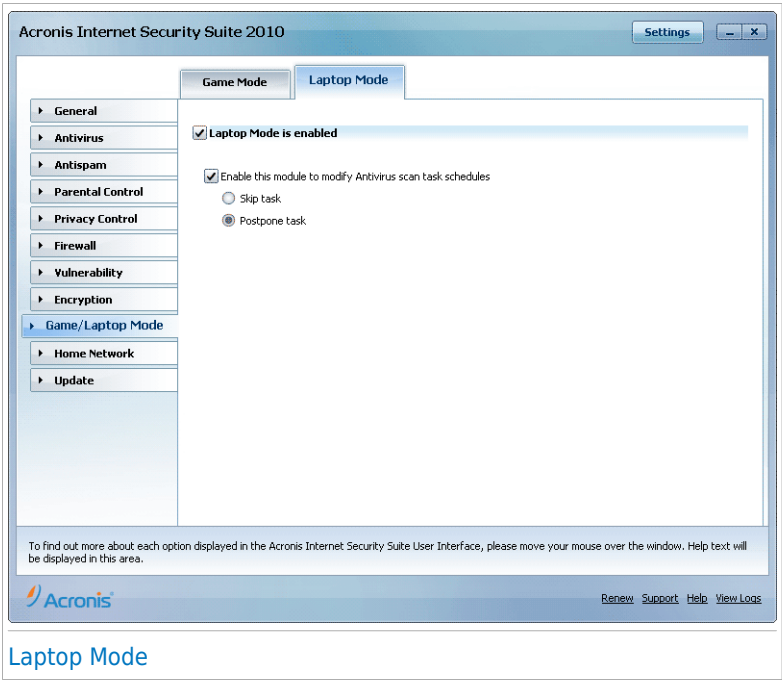 Acronis Internet Security Suite 2010
Settings
Game Mode
Laptop Mode
General
Antivirus
Antispam
Parental Control
Privacy Control
Firewall
Vulnerability
Encryption
Game/Laptop Mode
Home Network
Update
Laptop Mode is enabled
Enable this module to modify Antivirus scan task schedules
Skip task
Postpone task
To find out more about each option displayed in the Acronis Internet Security Suite User Interface, please move your mouse over the window. Help text will
be displayed in this area.
Acronis
Renew Support Help View Logs
Laptop Mode